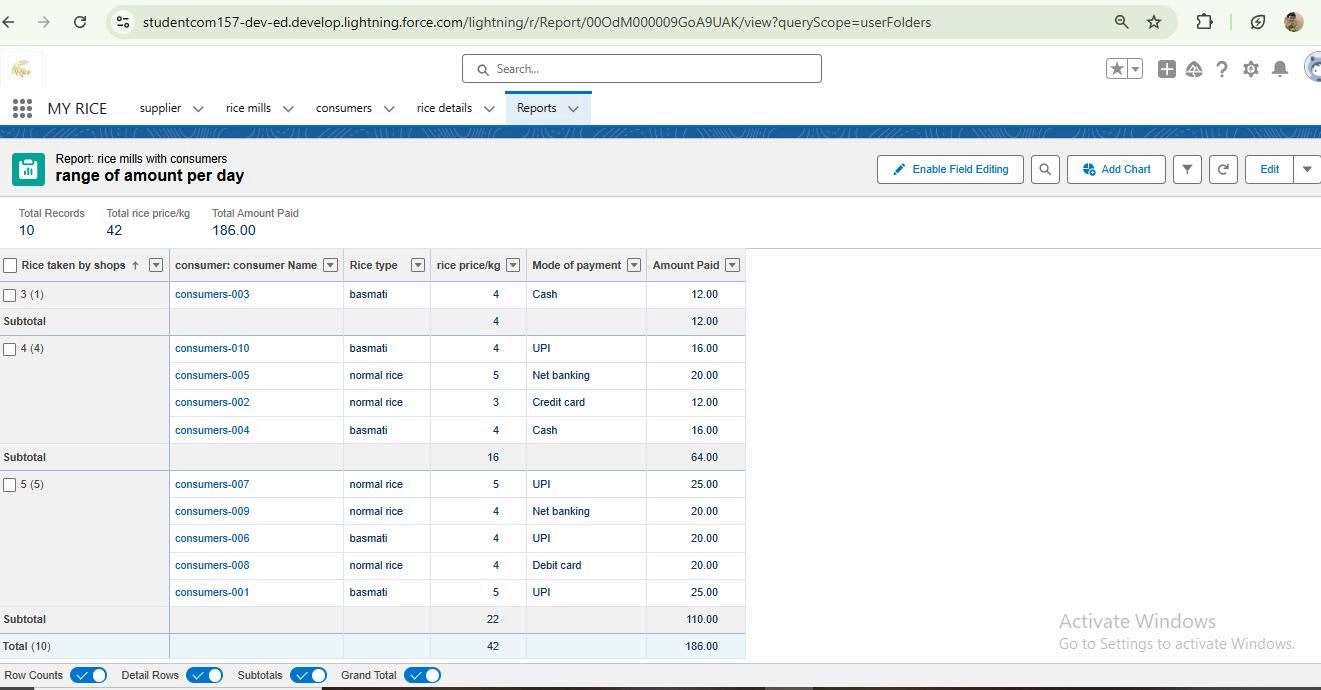 studentcom157-dev-ed.develop.lightning.force.com/lightning/r/Report/00OdM000009GoA9UAK/view?queryScope=userFolders
Search...
MY RICE supplier rice mills consumers rice details Reports
Report: rice mills with consumers
range of amount per day
Enable Field Editing Add Chart Edit
Total Records Total rice price/kg Total Amount Paid
10 42 186.00
Rice taken by shops ↑ consumer: consumer Name Rice type rice price/kg Mode of payment Amount Paid
3 (1) consumers-003 basmati 4 Cash 12.00
Subtotal 4 12.00
4 (4) consumers-010 basmati 4 UPI 16.00
consumers-005 normal rice 5 Net banking 20.00
consumers-002 normal rice 3 Credit card 12.00
consumers-004 basmati 4 Cash 16.00
Subtotal 16 64.00
5 (5) consumers-007 normal rice 5 UPI 25.00
consumers-009 normal rice 4 Net banking 20.00
consumers-006 basmati 4 UPI 20.00
consumers-008 normal rice 4 Debit card 20.00
consumers-001 basmati 5 UPI 25.00
Subtotal 22 110.00
Total (10) 42 186.00
Activate Windows
Go to Settings to activate Windows.
Row Counts Detail Rows Subtotals Grand Total